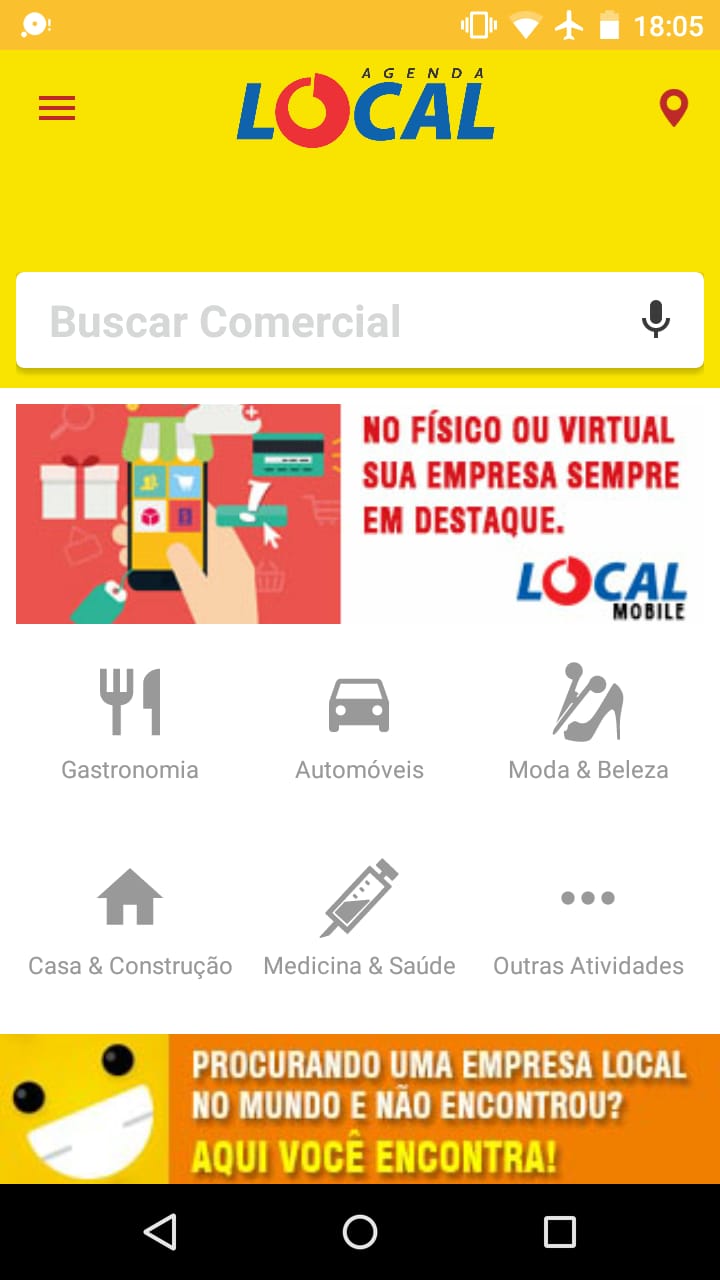 18:05
AGENDA
LOCAL
Buscar Comercial
NO FÍSICO OU VIRTUAL
SUA EMPRESA SEMPRE
EM DESTAQUE.
LOCAL
MOBILE
Gastronomia
Automóveis
Moda & Beleza
Casa & Construção
Medicina & Saúde
Outras Atividades
PROCURANDO UMA EMPRESA LOCAL
NO MUNDO E NÃO ENCONTROU?
AQUI VOCÊ ENCONTRA!